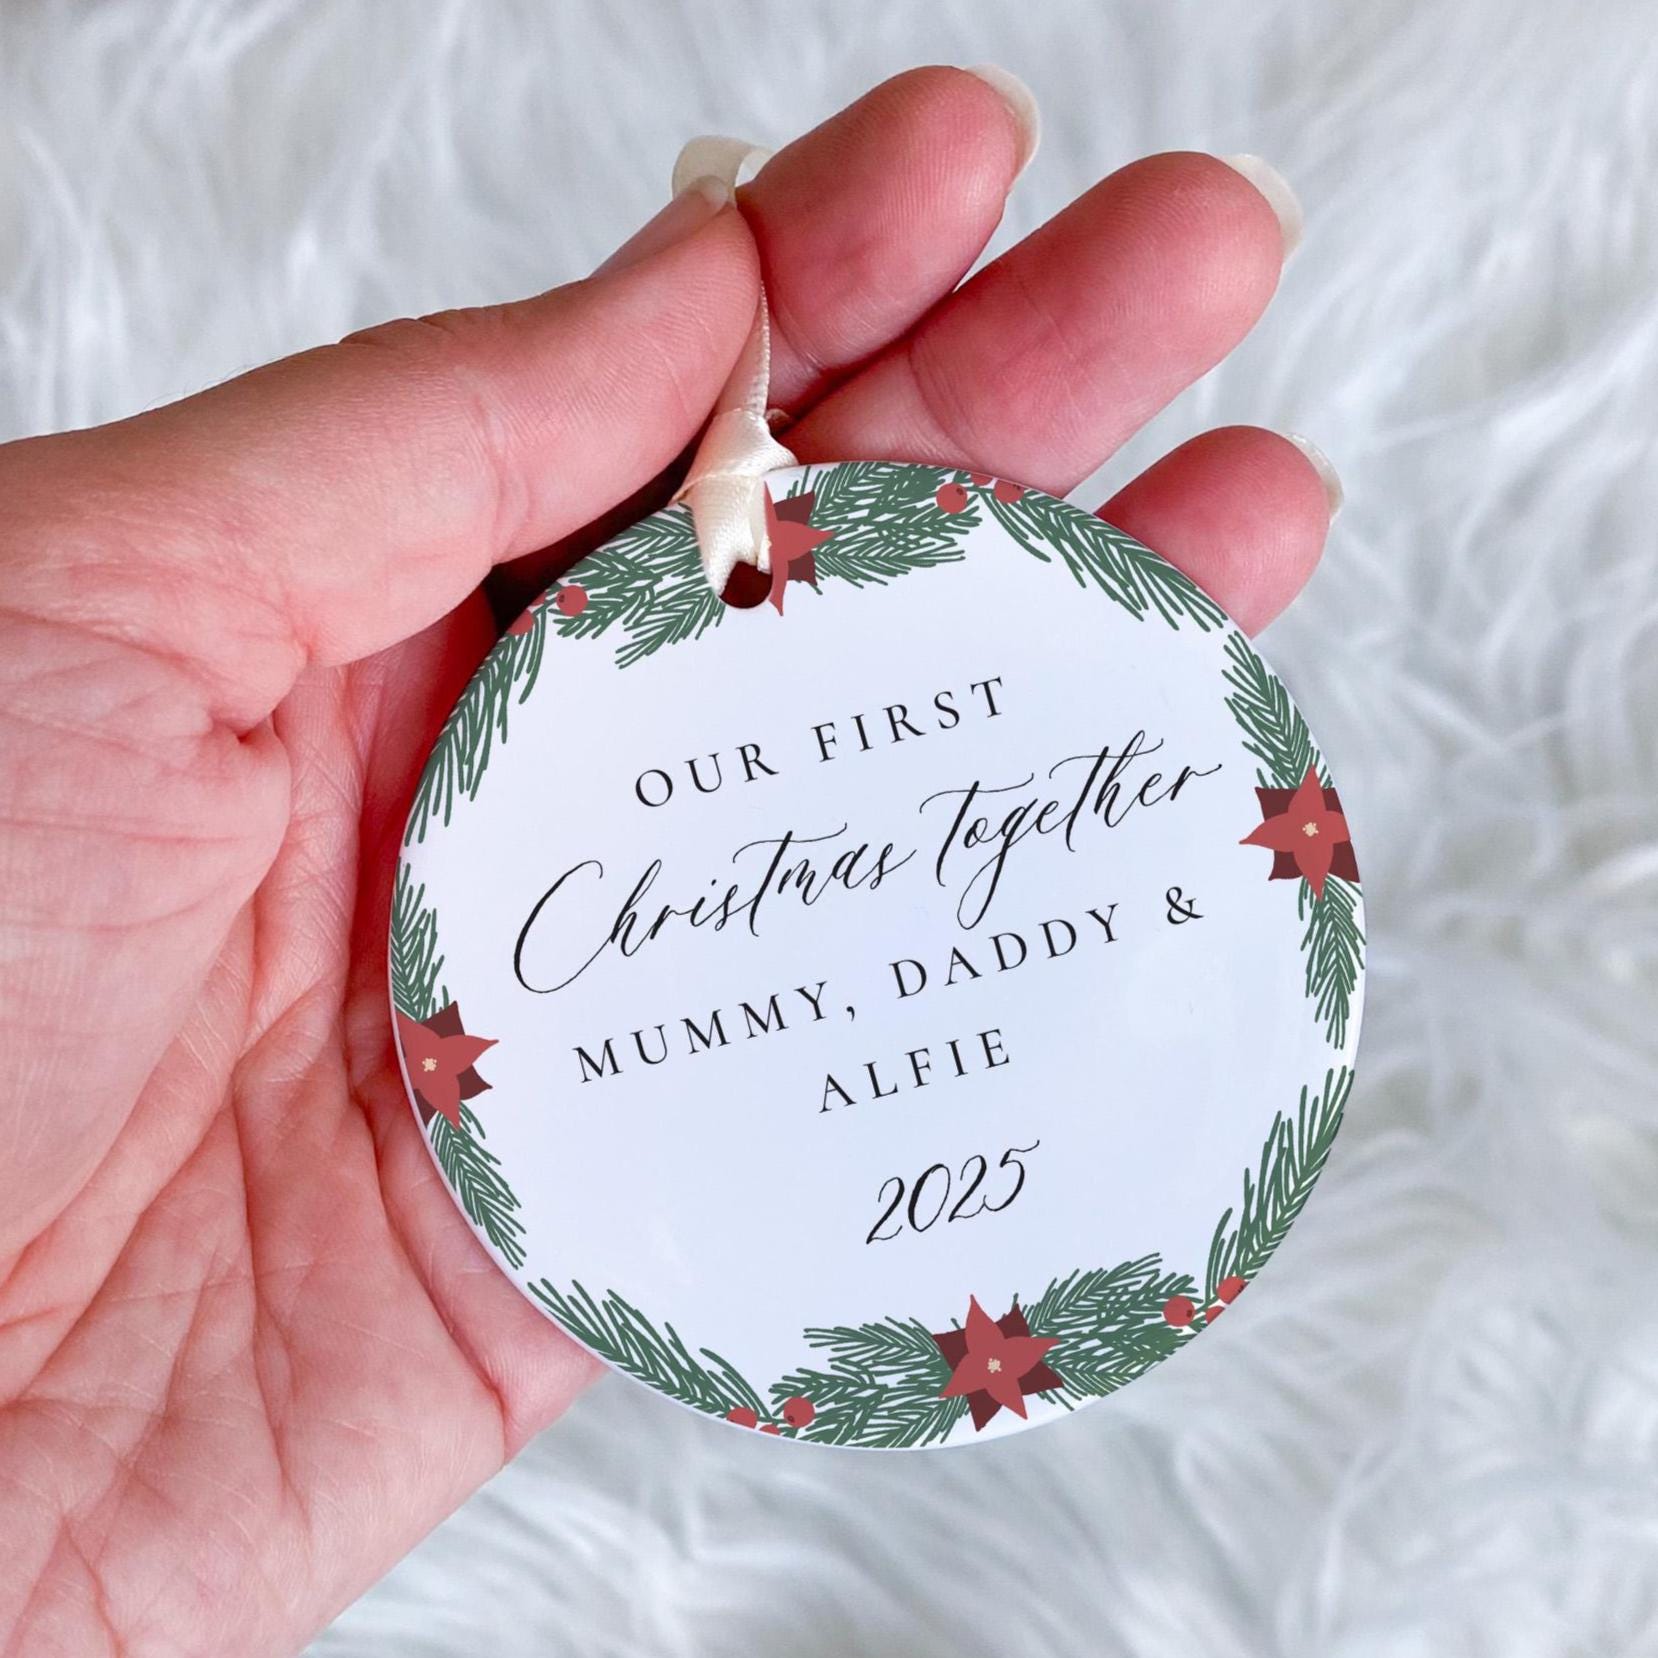 OUR FIRST
Christmas together
MUMMY, DADDY &
ALFIE
2025